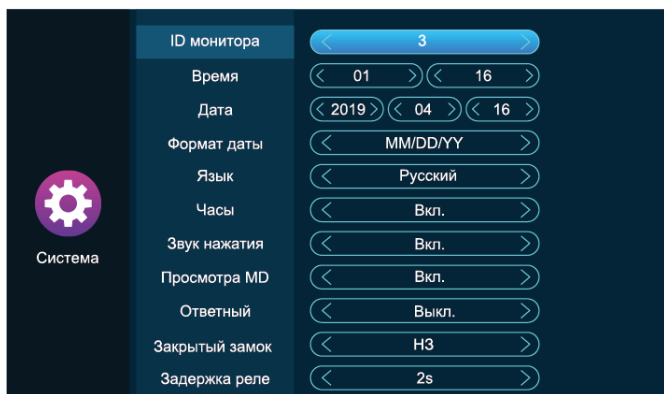 ID монитора 3
Время 01 16
Дата 2019 04 16
Формат даты MM/DD/YY
Язык Русский
Часы Вкл.
Звук нажатия Вкл.
Система
Просмотра MD Вкл.
Ответный Выкл.
Закрытый замок НЗ
Задержка реле 2s